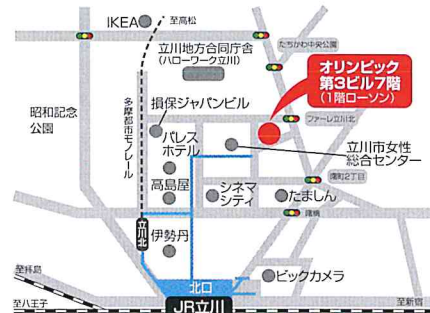 IKEA
至高松
立川地方合同庁舎
(ハローワーク立川)
たちかわ中央公園
オリンピック
第3ビル7階
(1階ローソン)
昭和記念
公園
多摩都市モノレール
損保ジャパンビル
ファーレ立川北
パレス
ホテル
立川市女性
総合センター
高島屋
シネマ
シティ
曙町2丁目
たましん
立川北
伊勢丹
曙橋
至拝島
北口
ビックカメラ
至八王子
JR立川
至新宿